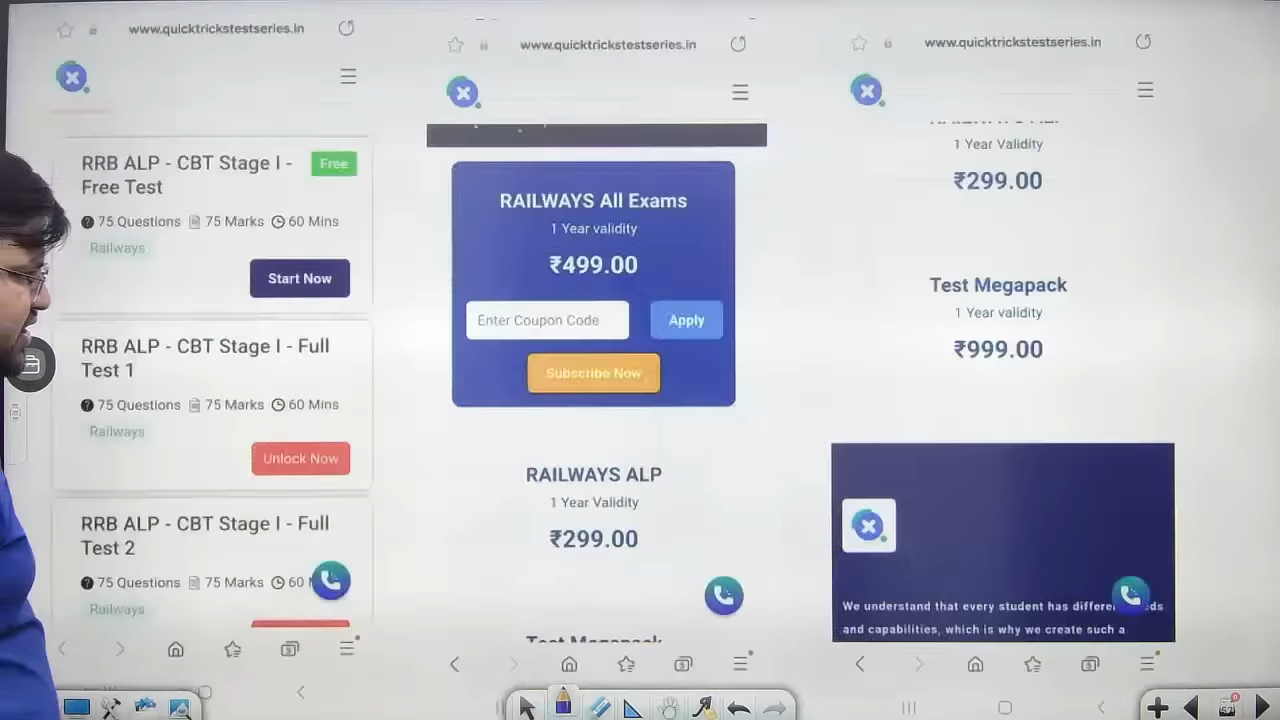 www.quicktrickstestseries.in
RRB ALP - CBT Stage I -
Free Test
Free
75 Questions 75 Marks 60 Mins
Railways
Start Now
RRB ALP - CBT Stage I - Full
Test 1
75 Questions 75 Marks 60 Mins
Railways
Unlock Now
RRB ALP - CBT Stage I - Full
Test 2
75 Questions 75 Marks 60
Railways
www.quicktrickstestseries.in
RAILWAYS All Exams
1 Year validity
₹499.00
Enter Coupon Code
Apply
Subscribe Now
RAILWAYS ALP
1 Year Validity
₹299.00
Test Megapack
www.quicktrickstestseries.in
1 Year Validity
₹299.00
Test Megapack
1 Year validity
₹999.00
We understand that every student has
and capabilities, which is why we create such a